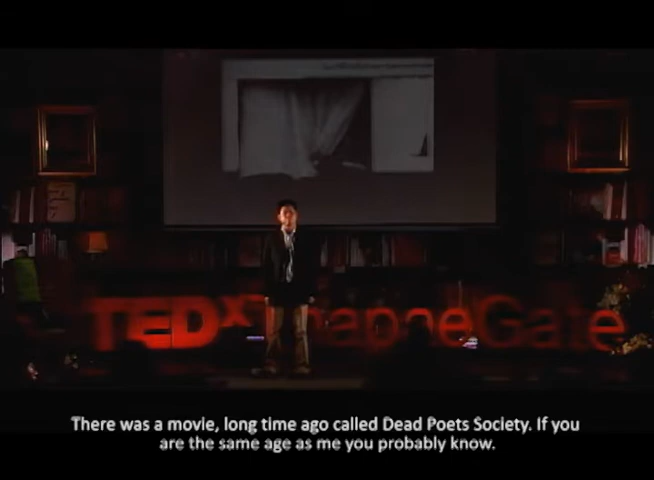 TEDxThapaeGate
There was a movie, long time ago called Dead Poets Society. If you
are the same age as me you probably know.